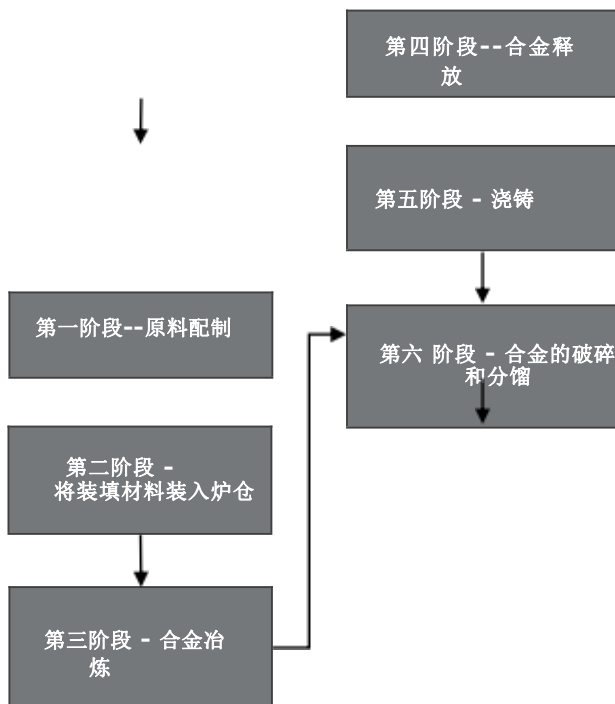 第四阶段--合金释
放
第五阶段 - 浇铸
第一阶段--原料配制
第六 阶段 - 合金的破碎
和分馏
第二阶段 -
将装填材料装入炉仓
第三阶段 - 合金冶
炼